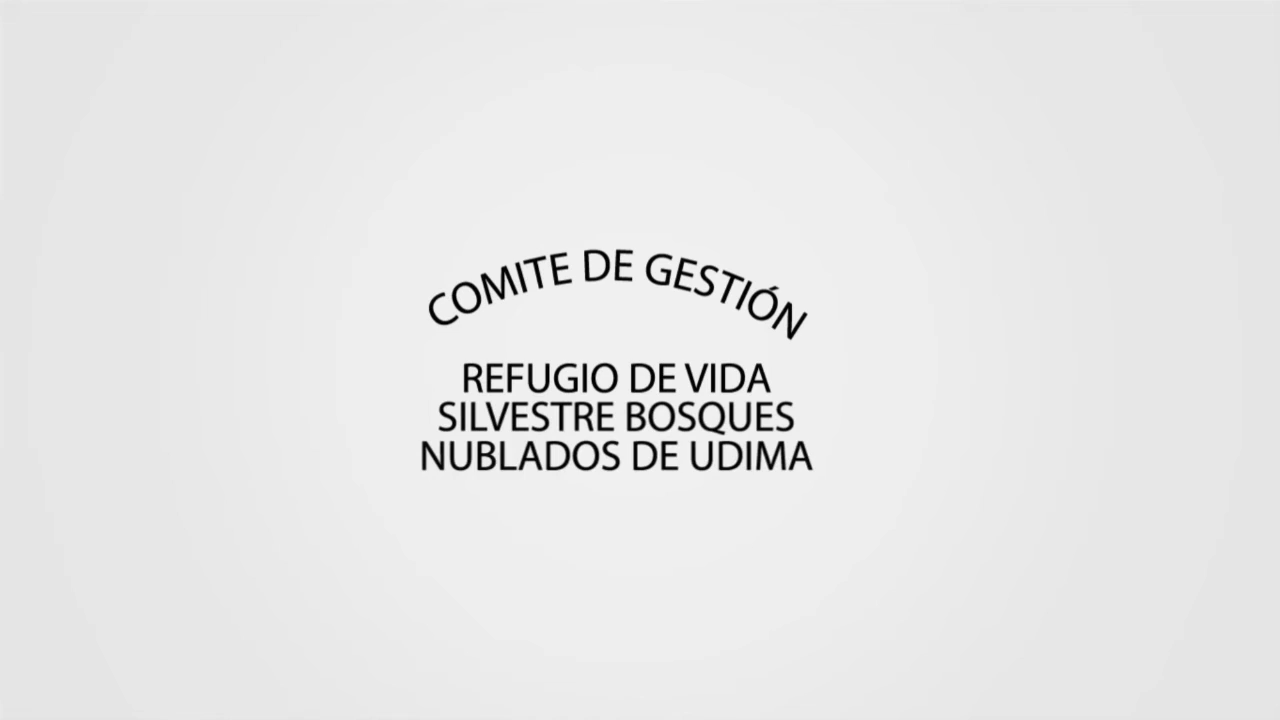 COMITE DE GESTIÓN
REFUGIO DE VIDA
SILVESTRE BOSQUES
NUBLADOS DE UDIMA